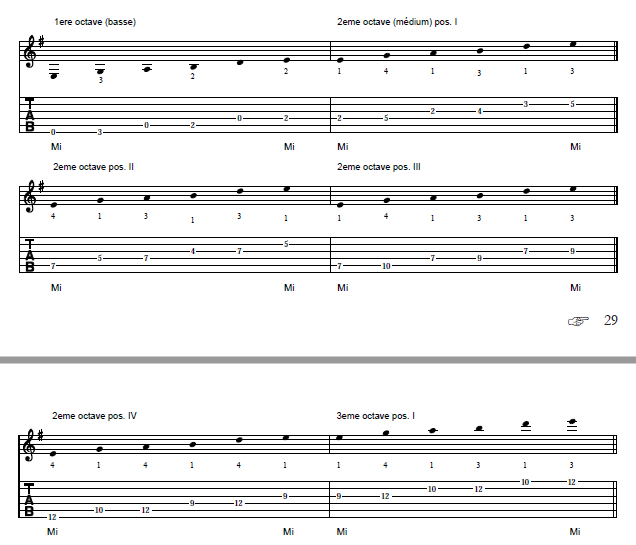 1ere octave (basse) 2eme octave (médium) pos. I
3 2 2 1 4 1 3 1 3
TAB 0 3 0 2 0 2 2 5 2 4 3 5
Mi Mi Mi Mi
2eme octave pos. II 2eme octave pos. III
4 1 3 1 3 1 1 4 1 3 1 3
TAB 7 5 7 4 7 5 7 10 7 9 7 9
Mi Mi Mi Mi
29
2eme octave pos. IV 3eme octave pos. I
4 1 4 1 4 1 1 4 1 3 1 3
TAB 12 10 12 9 12 9 9 12 10 12 10 12
Mi Mi Mi Mi